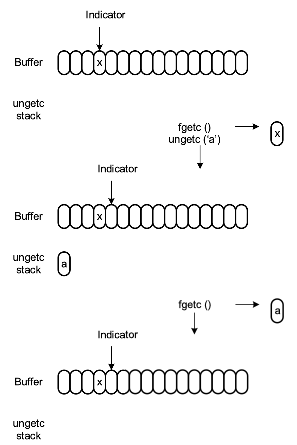 Indicator
Buffer x
ungetc
stack
fgetc ()
ungetc ('a')
x
Indicator
Buffer x
ungetc
stack
a
fgetc ()
a
Indicator
Buffer x
ungetc
stack